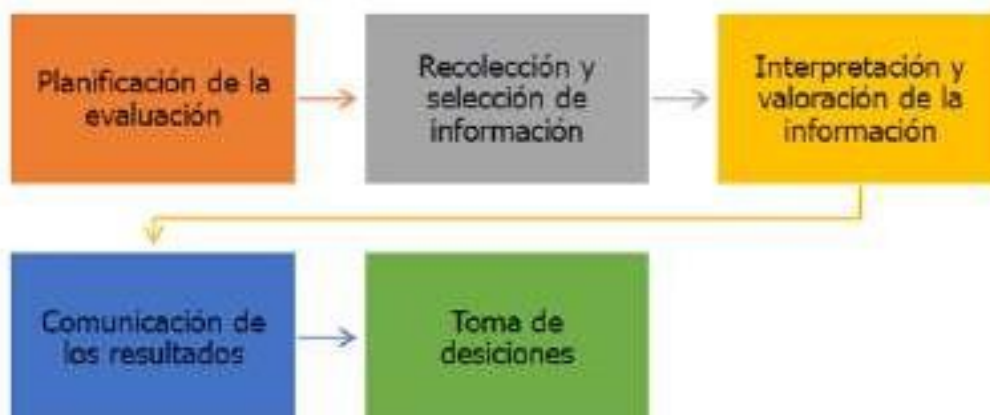 Planificación de la
evaluación
Recolección y
selección de
información
Interpretación y
valoración de la
información
Comunicación de
los resultados
Toma de
desiciones